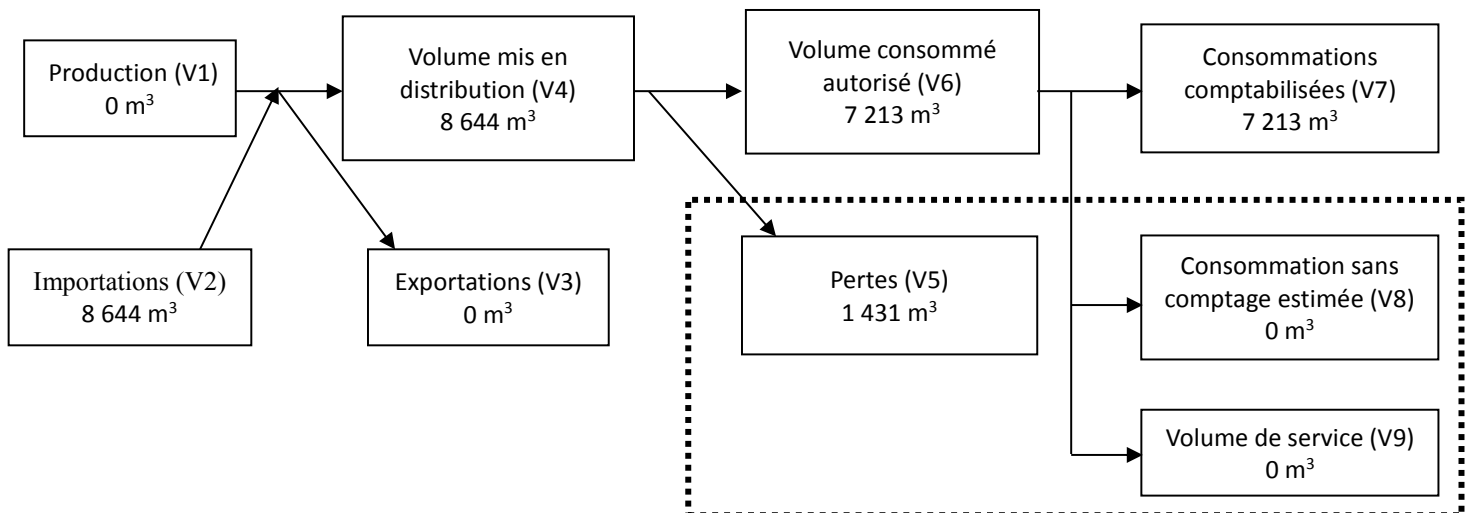 Production (V1)
0 m³
Volume mis en
distribution (V4)
8 644 m³
Volume consommé
autorisé (V6)
7 213 m³
Consommations
comptabilisées (V7)
7 213 m³
Importations (V2)
8 644 m³
Exportations (V3)
0 m³
Pertes (V5)
1 431 m³
Consommation sans
comptage estimée (V8)
0 m³
Volume de service (V9)
0 m³